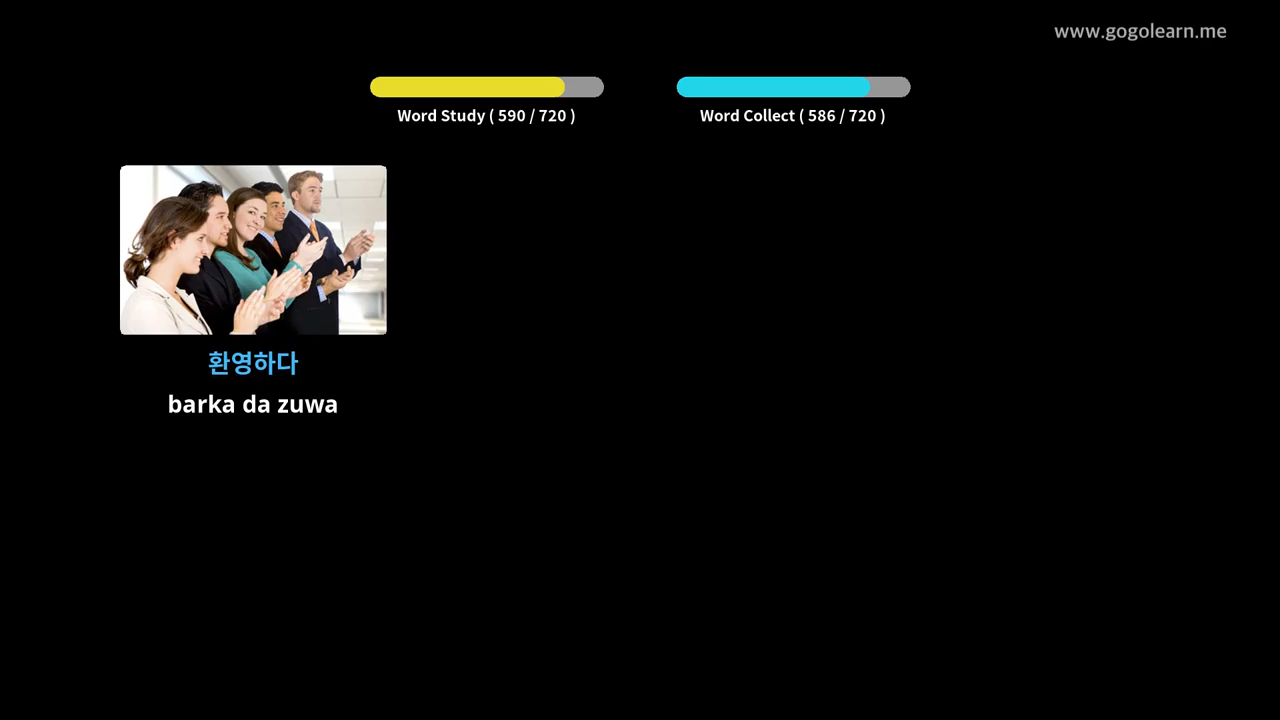 www.gogolearn.me
Word Study ( 590 / 720 )
Word Collect ( 586 / 720 )
환영하다
barka da zuwa